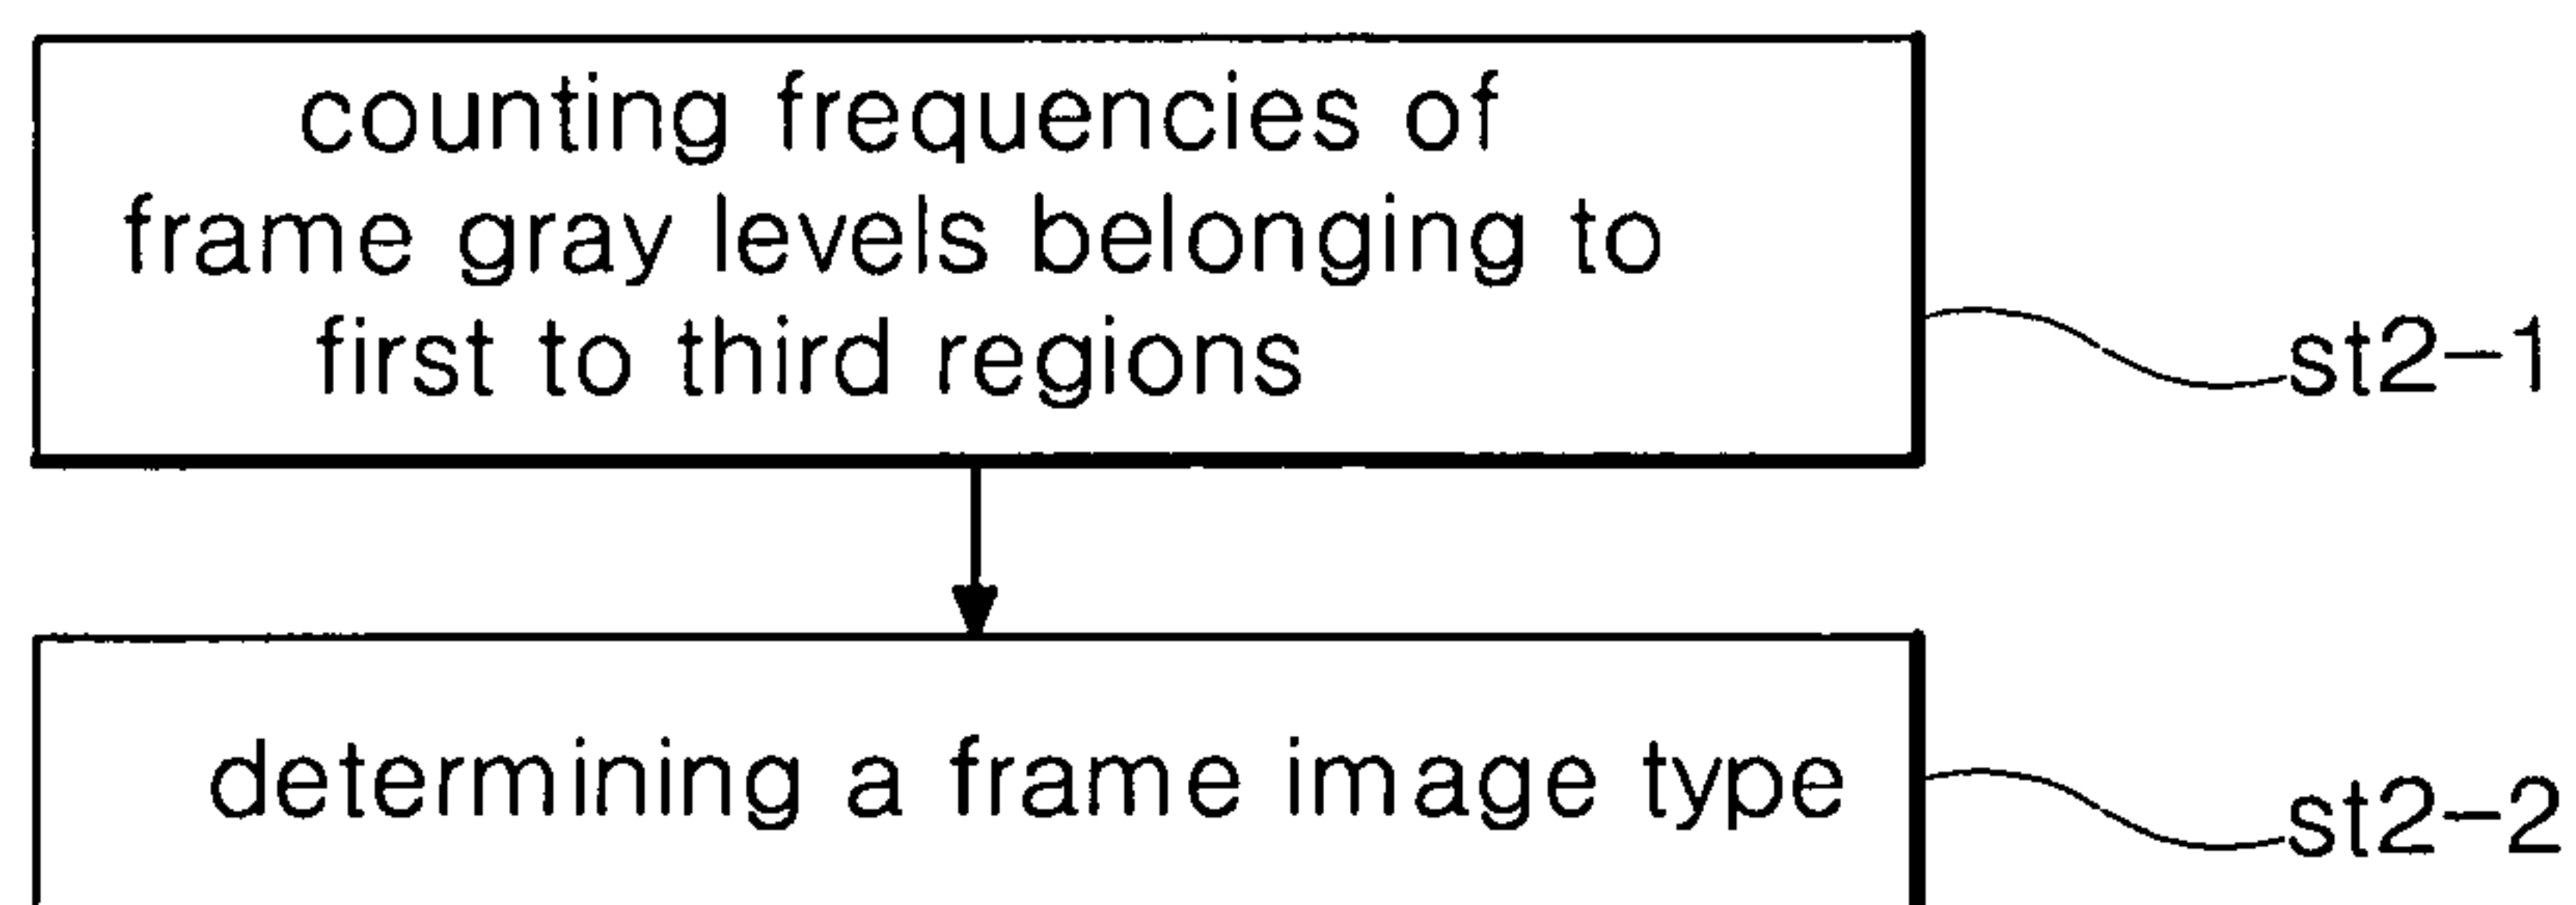 counting frequencies of
frame gray levels belonging to
first to third regions
st2-1
determining a frame image type
st2-2